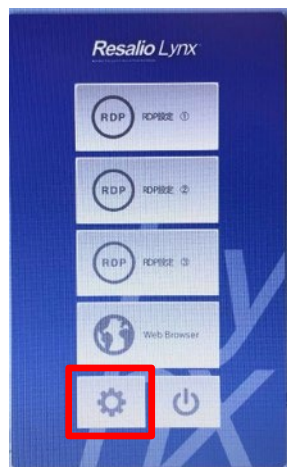 Resalio Lynx
RDP RDP設定 ①
RDP RDP設定 ②
RDP RDP設定 ③
Web Browser